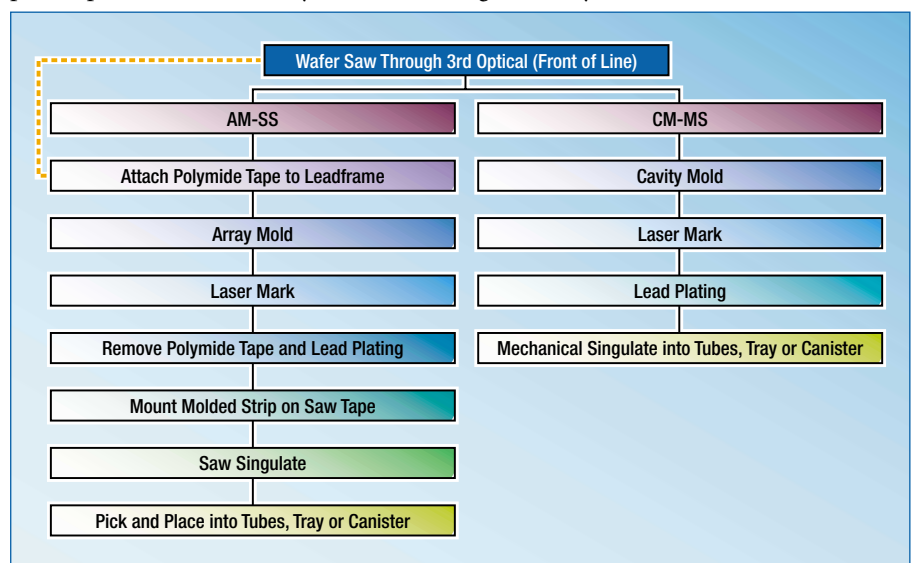 Wafer Saw Through 3rd Optical (Front of Line)
AM-SS
Attach Polymide Tape to Leadframe
Array Mold
Laser Mark
Remove Polymide Tape and Lead Plating
Mount Molded Strip on Saw Tape
Saw Singulate
Pick and Place into Tubes, Tray or Canister
CM-MS
Cavity Mold
Laser Mark
Lead Plating
Mechanical Singulate into Tubes, Tray or Canister